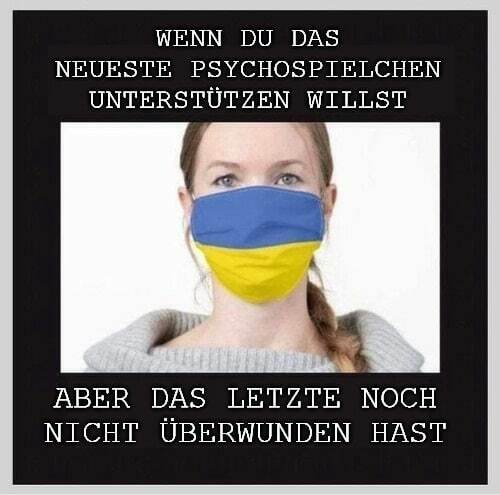 WENN DU DAS
NEUESTE PSYCHOSPIELCHEN
UNTERSTÜTZEN WILLST
ABER DAS LETZTE NOCH
NICHT ÜBERWUNDEN HAST